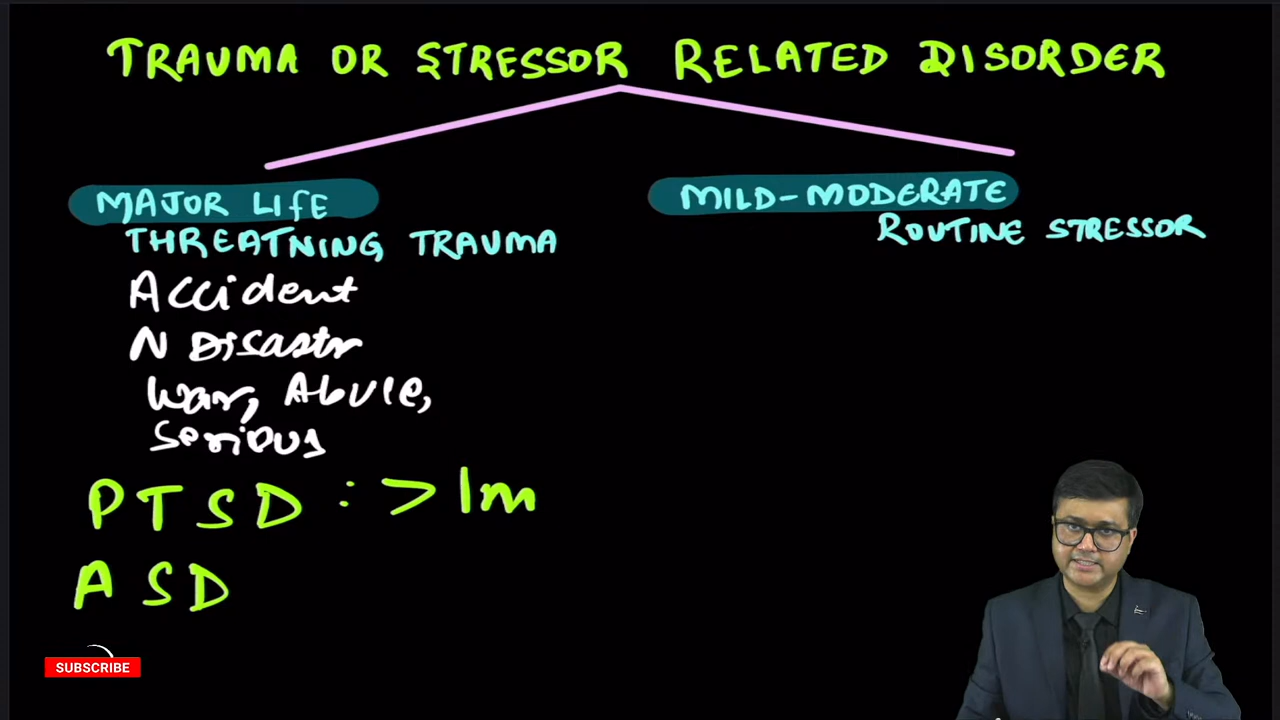 TRAUMA OR STRESSOR RELATED DISORDER
MAJOR LIFE
THREATNING TRAUMA
Accident
N Disastr
War, Abuse,
Serious
PTSD : > 1m
ASD
MILD-MODERATE
ROUTINE STRESSOR
SUBSCRIBE